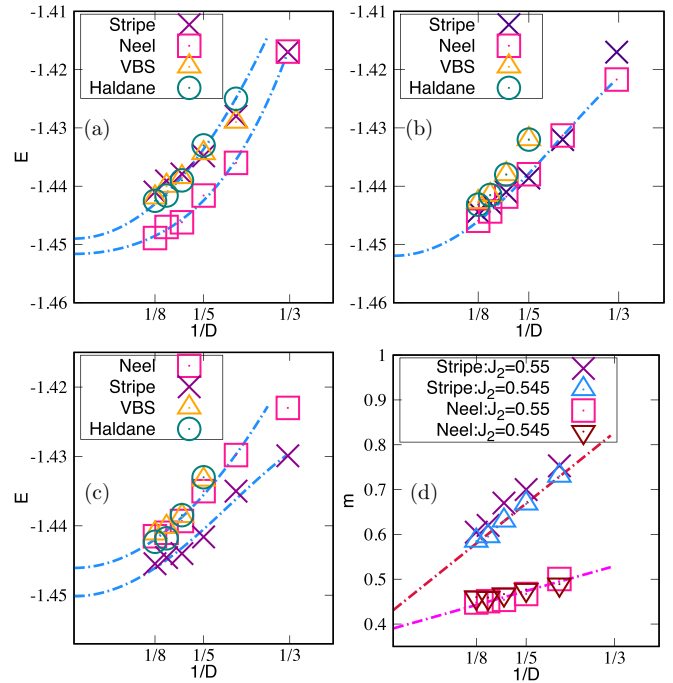 -1.41
-1.42
-1.43
-1.44
-1.45
-1.46
E
Stripe
Neel
VBS
Haldane
(a)
1/8
1/5
1/3
1/D
-1.41
-1.42
-1.43
-1.44
-1.45
-1.46
Stripe
Neel
VBS
Haldane
(b)
1/8
1/5
1/3
1/D
-1.42
-1.43
-1.44
-1.45
E
Neel
Stripe
VBS
Haldane
(c)
1/8
1/5
1/3
1/D
1
0.9
0.8
0.7
0.6
0.5
0.4
m
Stripe:J₂=0.55
Stripe:J₂=0.545
Neel:J₂=0.55
Neel:J₂=0.545
(d)
1/8
1/5
1/3
1/D